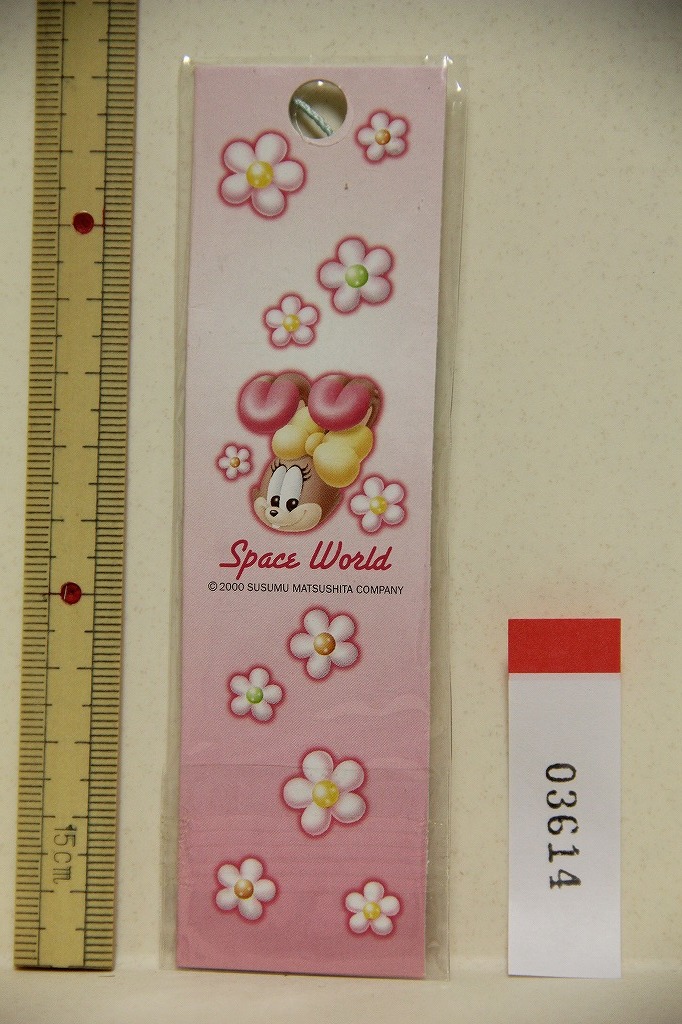 Space World
© 2000 SUSUMU MATSUSHITA COMPANY
15cm
03614